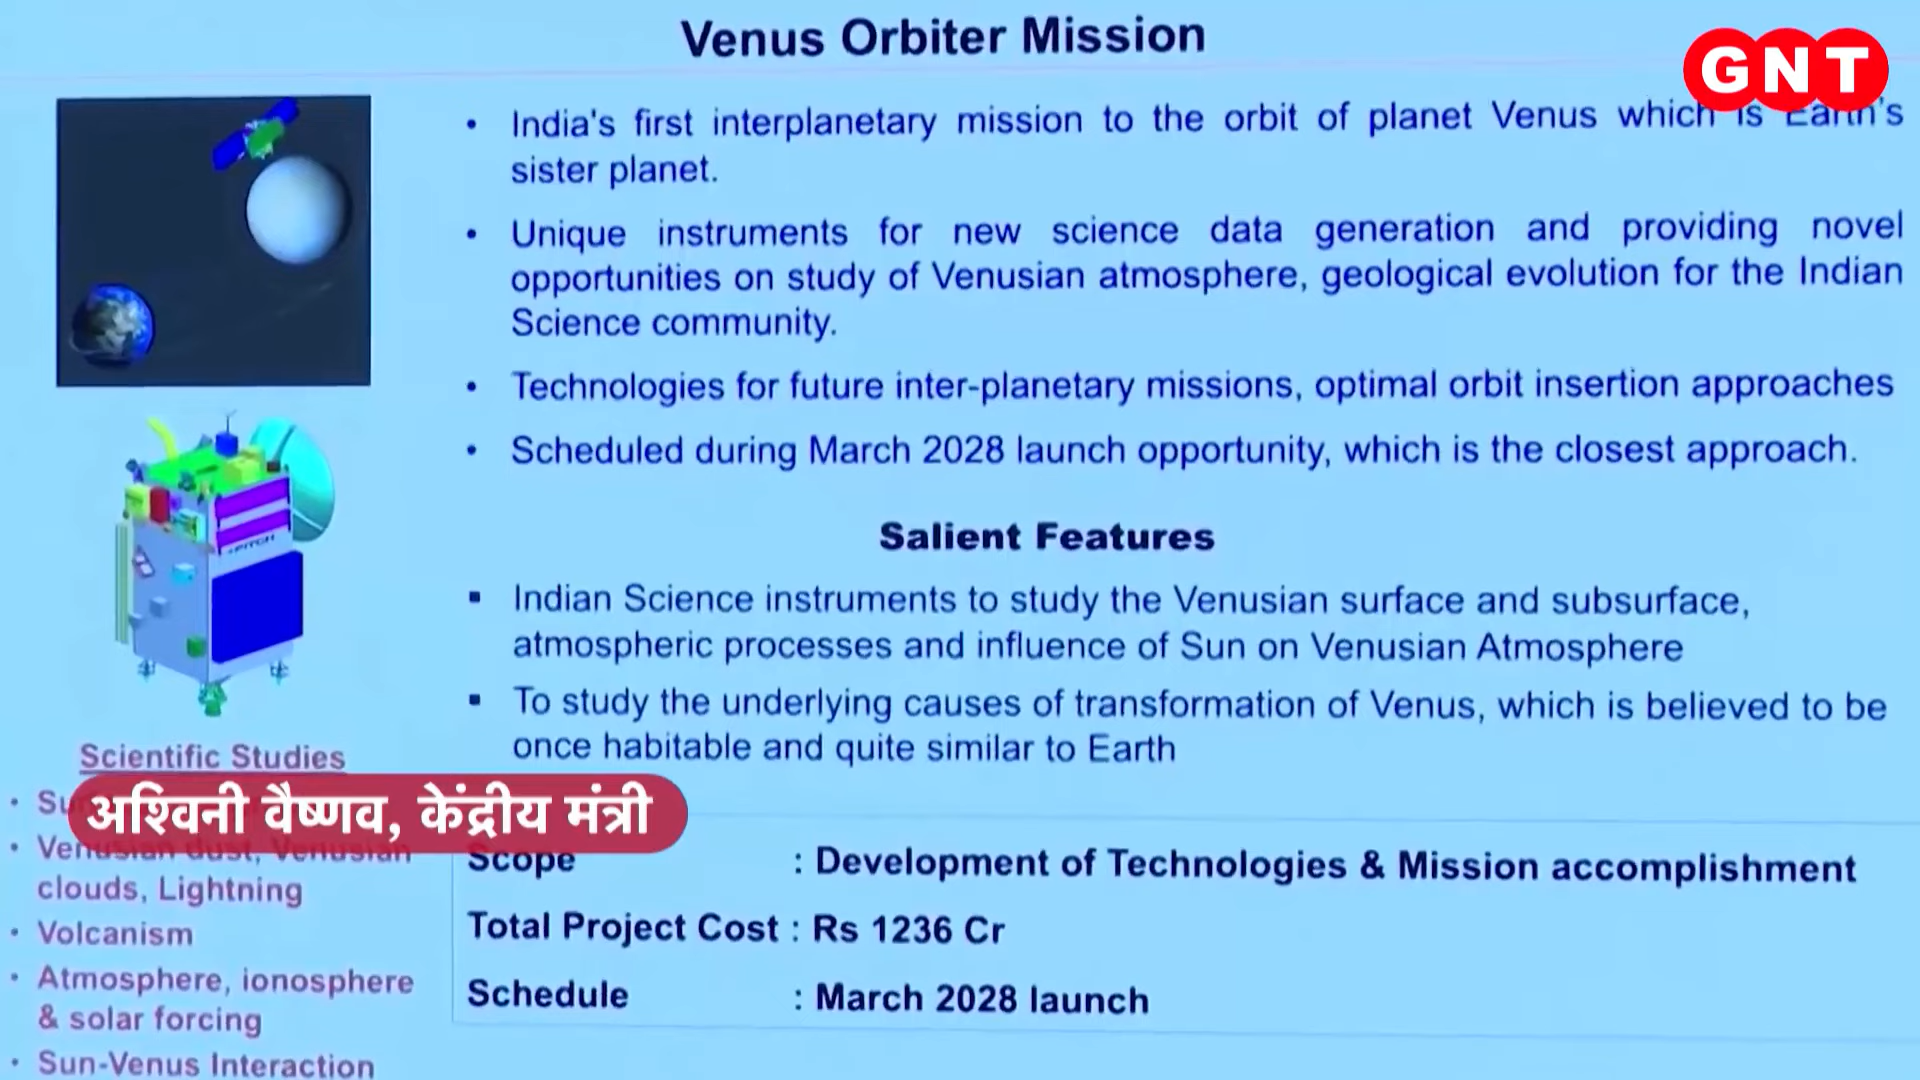 Venus Orbiter Mission
GNT
• India's first interplanetary mission to the orbit of planet Venus which is Earth's
sister planet.
• Unique instruments for new science data generation and providing novel
opportunities on study of Venusian atmosphere, geological evolution for the Indian
Science community.
• Technologies for future inter-planetary missions, optimal orbit insertion approaches
• Scheduled during March 2028 launch opportunity, which is the closest approach.
+PITCH
Salient Features
▪ Indian Science instruments to study the Venusian surface and subsurface,
atmospheric processes and influence of Sun on Venusian Atmosphere
▪ To study the underlying causes of transformation of Venus, which is believed to be
once habitable and quite similar to Earth
Scientific Studies
अश्विनी वैष्णव, केंद्रीय मंत्री
• Venusian dust, Venusian
clouds, Lightning
• Volcanism
• Atmosphere, ionosphere
& solar forcing
• Sun-Venus Interaction
Scope : Development of Technologies & Mission accomplishment
Total Project Cost : Rs 1236 Cr
Schedule : March 2028 launch